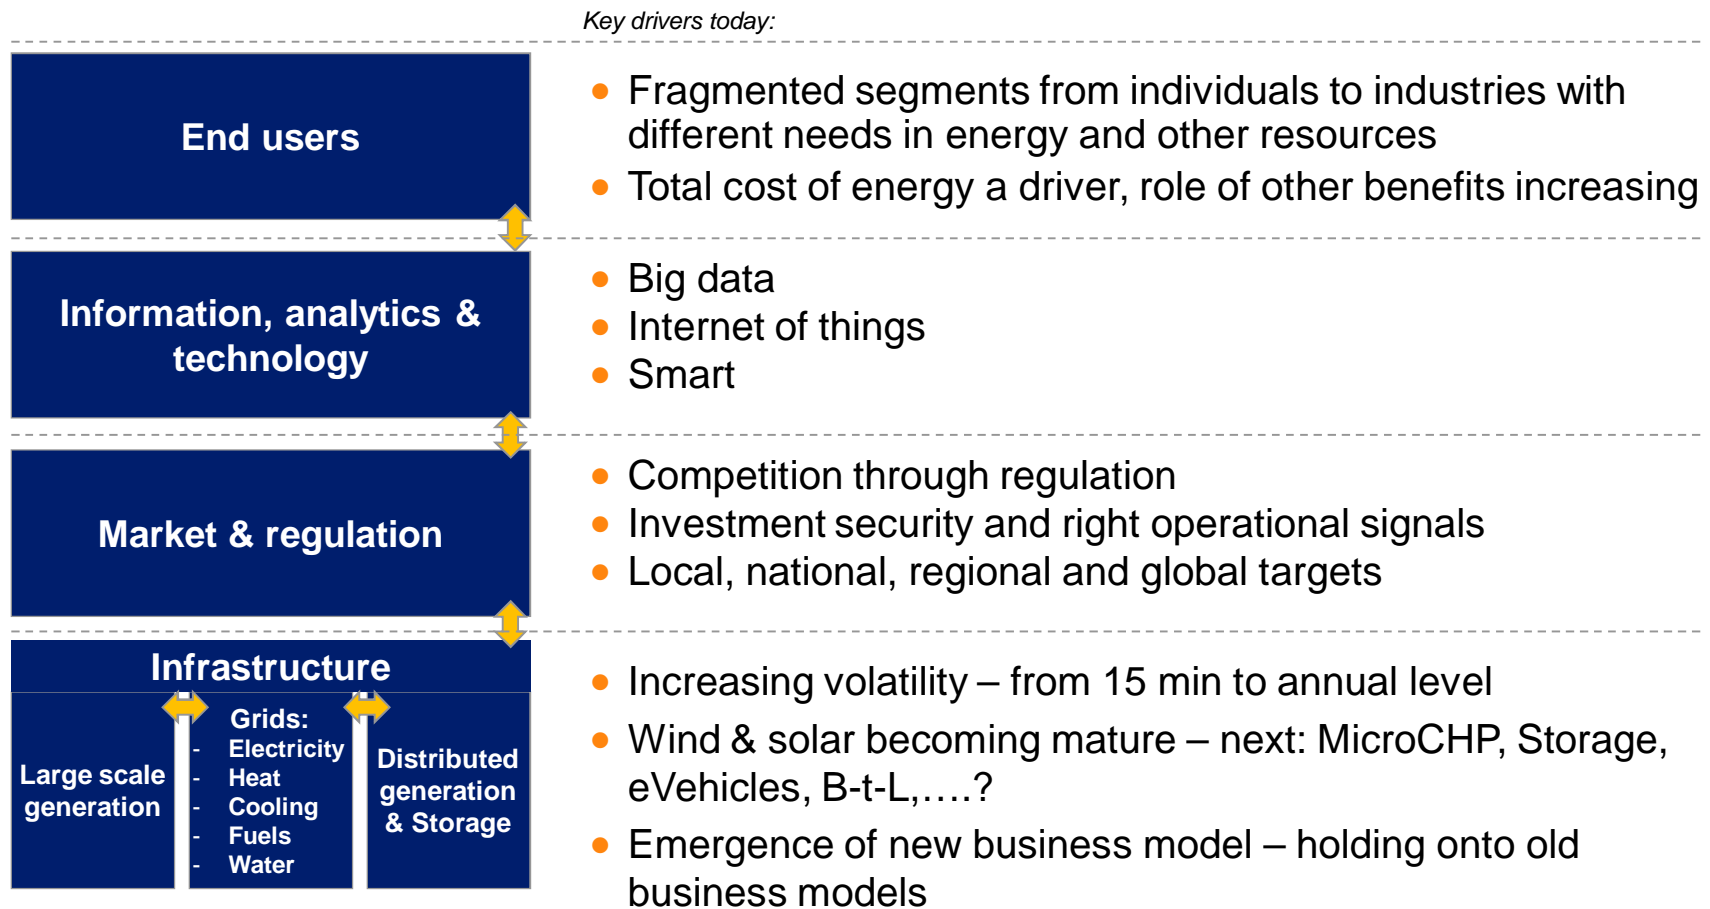 Key drivers today:
End users
• Fragmented segments from individuals to industries with
different needs in energy and other resources
• Total cost of energy a driver, role of other benefits increasing
Information, analytics &
technology
• Big data
• Internet of things
• Smart
Market & regulation
• Competition through regulation
• Investment security and right operational signals
• Local, national, regional and global targets
Infrastructure
Large scale
generation
Grids:
- Electricity
- Heat
- Cooling
- Fuels
- Water
Distributed
generation
& Storage
• Increasing volatility – from 15 min to annual level
• Wind & solar becoming mature – next: MicroCHP, Storage,
eVehicles, B-t-L,….?
• Emergence of new business model – holding onto old
business models